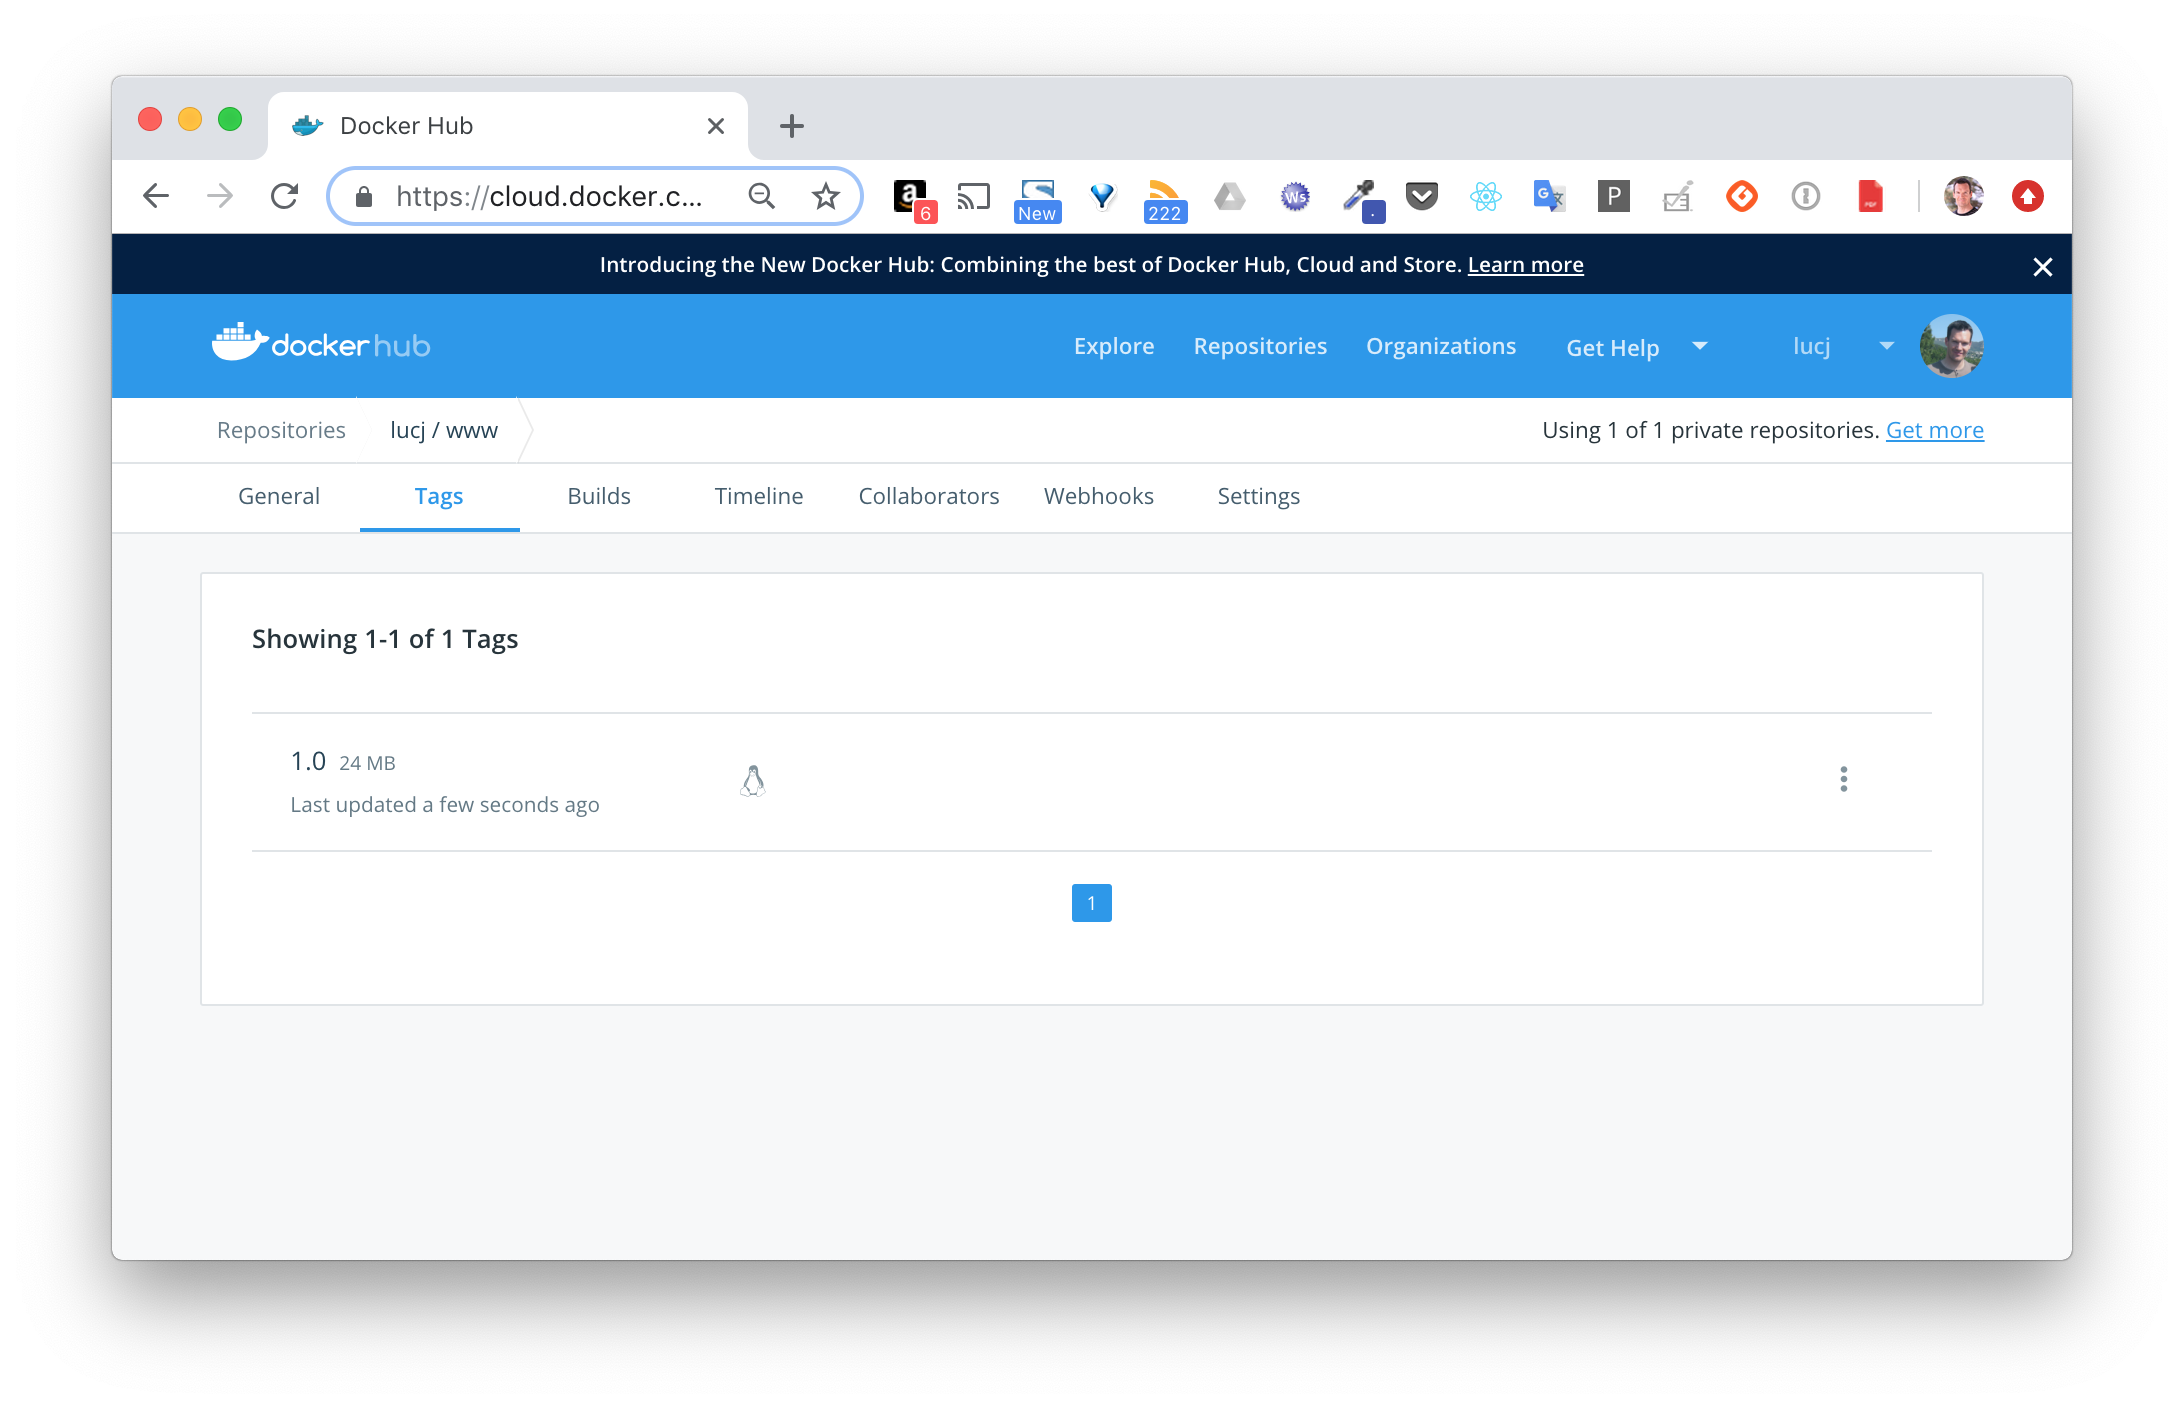 Docker Hub
https://cloud.docker.c...
a
6
New
222
Ws
G
P
Introducing the New Docker Hub: Combining the best of Docker Hub, Cloud and Store. Learn more
docker hub
Explore Repositories Organizations Get Help lucj
Repositories lucj / www Using 1 of 1 private repositories. Get more
General Tags Builds Timeline Collaborators Webhooks Settings
Showing 1-1 of 1 Tags
1.0 24 MB
Last updated a few seconds ago
1